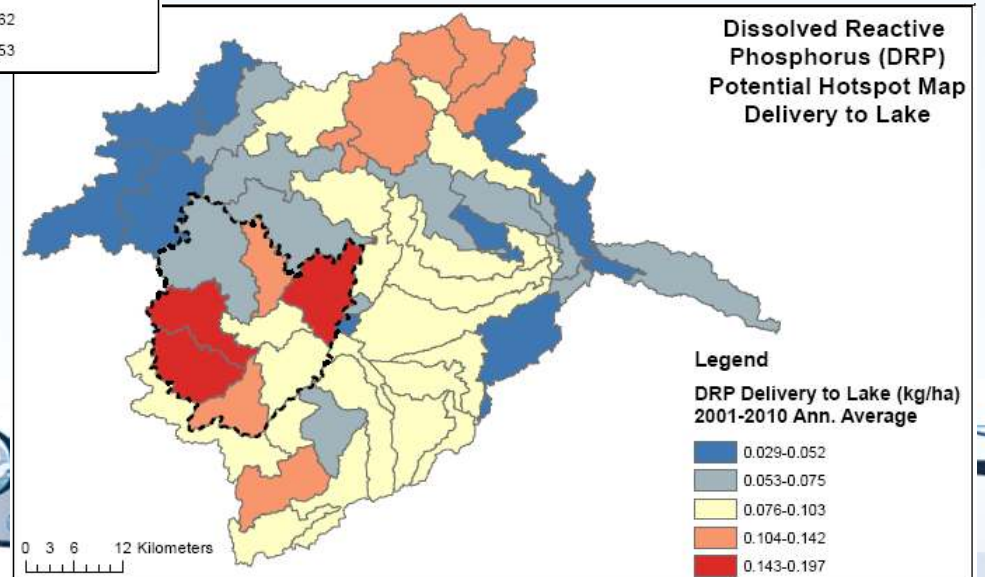 62
53
Dissolved Reactive
Phosphorus (DRP)
Potential Hotspot Map
Delivery to Lake
Legend
DRP Delivery to Lake (kg/ha)
2001-2010 Ann. Average
0.029-0.052
0.053-0.075
0.076-0.103
0.104-0.142
0.143-0.197
0 3 6 12 Kilometers